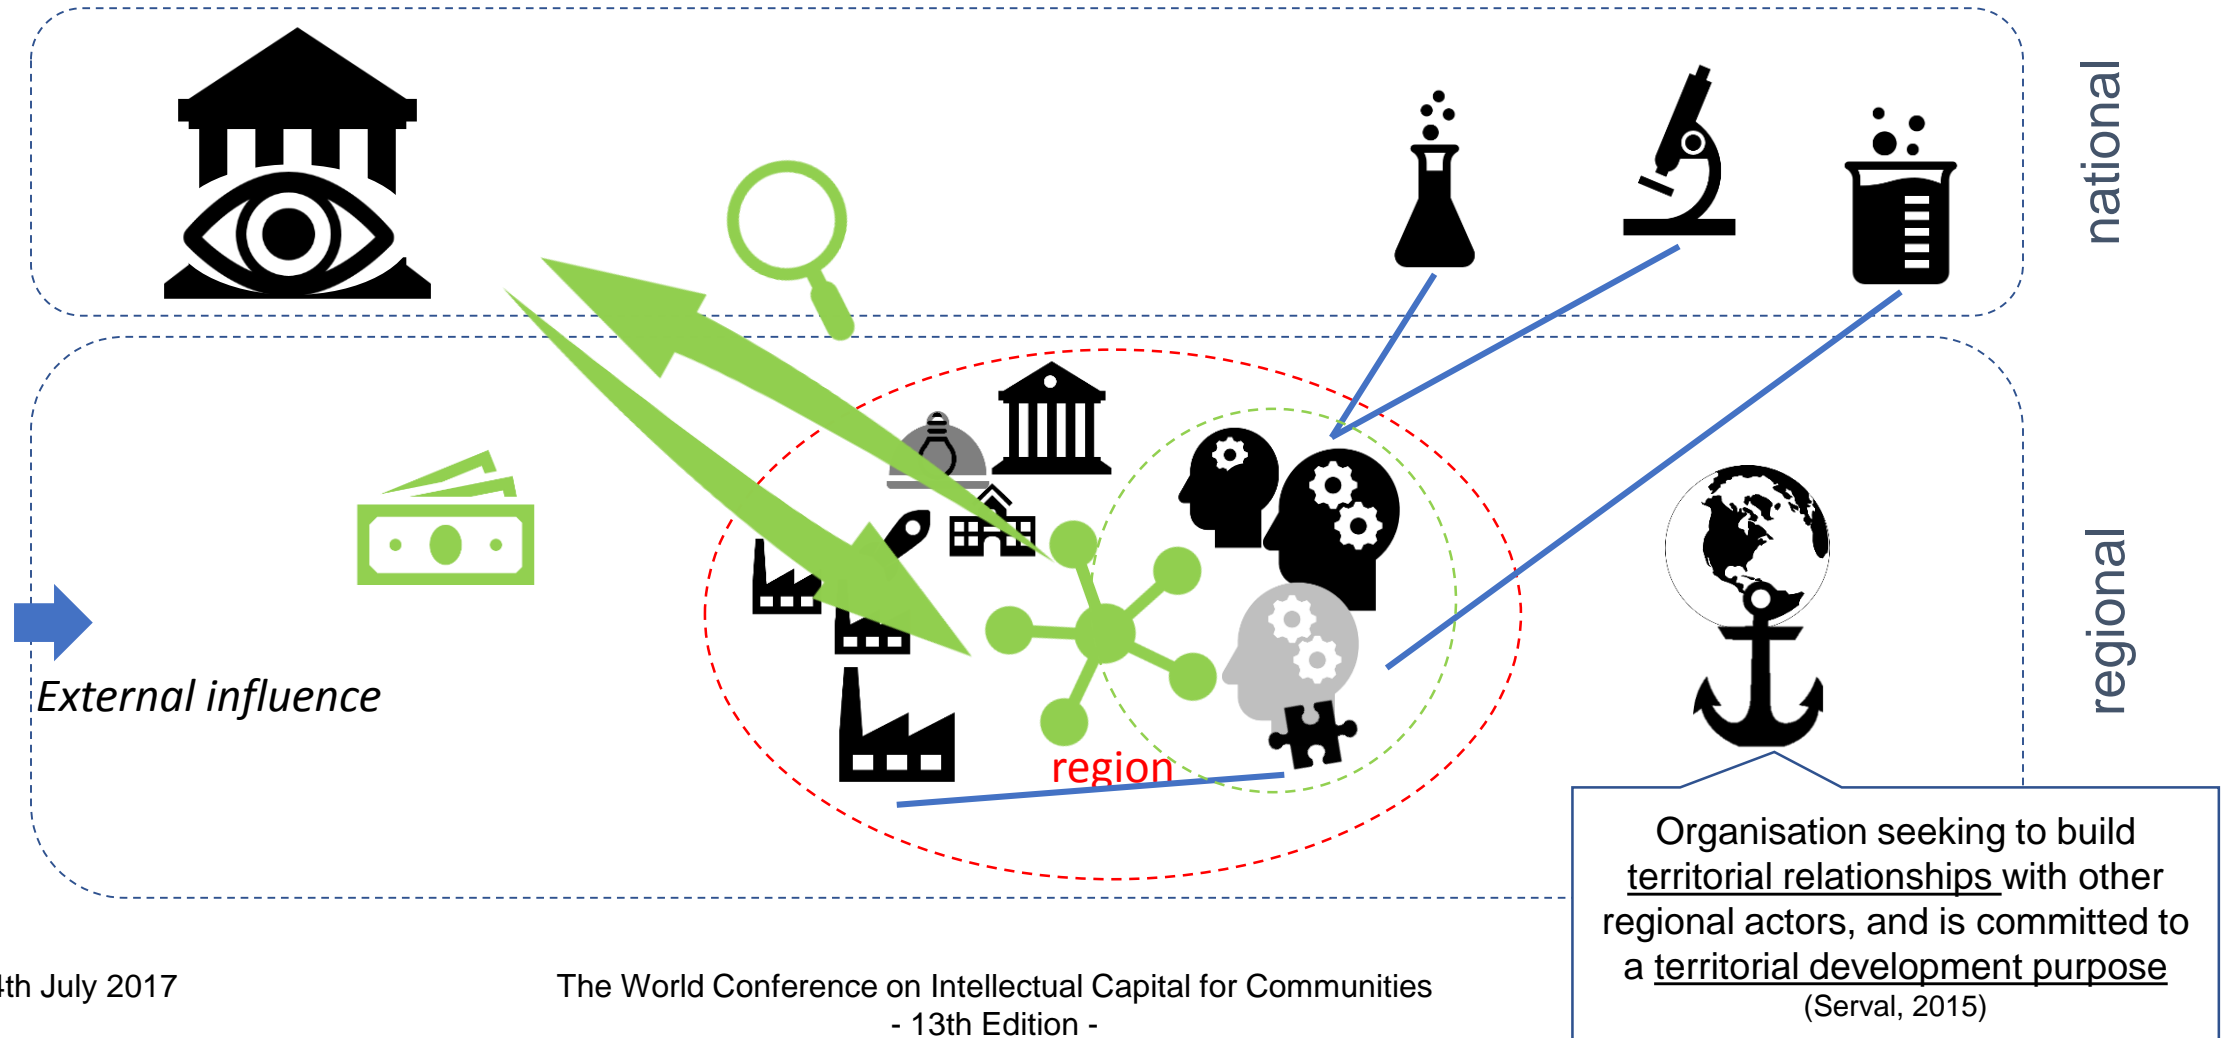 national
regional
External influence
region
Organisation seeking to build
territorial relationships with other
regional actors, and is committed to
a territorial development purpose
(Serval, 2015)
4th July 2017
The World Conference on Intellectual Capital for Communities
- 13th Edition -